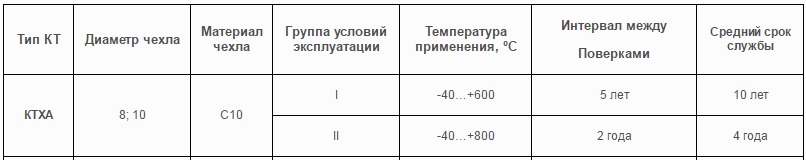 Тип КТ
Диаметр чехла
Материал
чехла
Группа условий
эксплуатации
Температура
применения, °С
Интервал между
Поверками
Средний срок
службы
КТХА
8; 10
С10
I
-40…+600
5 лет
10 лет
II
-40…+800
2 года
4 года